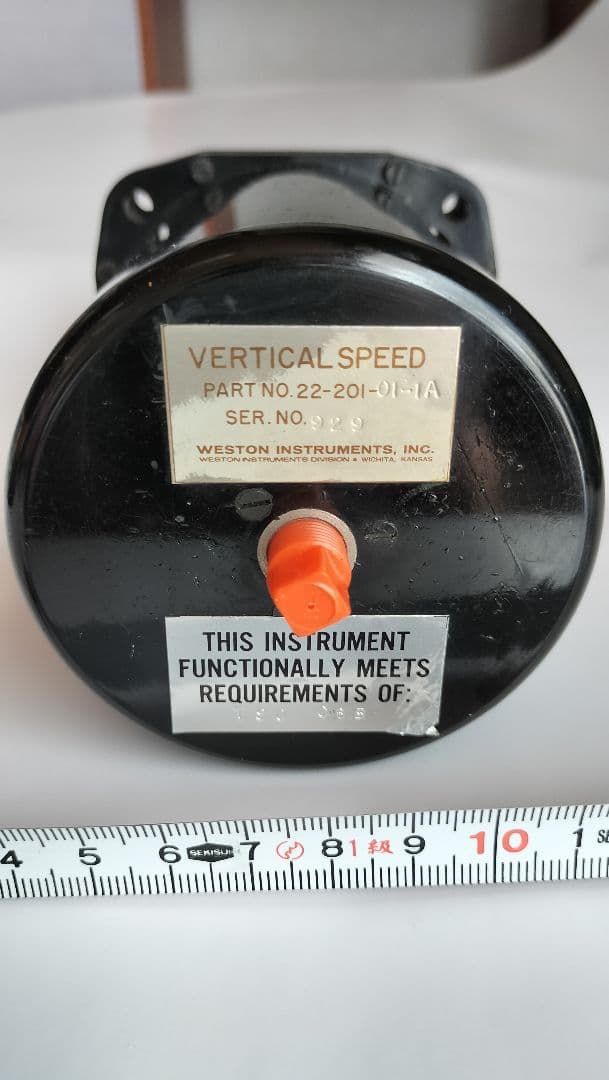 VERTICAL SPEED
PART NO. 22-201-01-1A
SER. NO. 929
WESTON INSTRUMENTS, INC.
WESTON INSTRUMENTS DIVISION • WICHITA, KANSAS
THIS INSTRUMENT
FUNCTIONALLY MEETS
REQUIREMENTS OF:
4 5 6 SEKISUI 7 8 1級 9 10 1